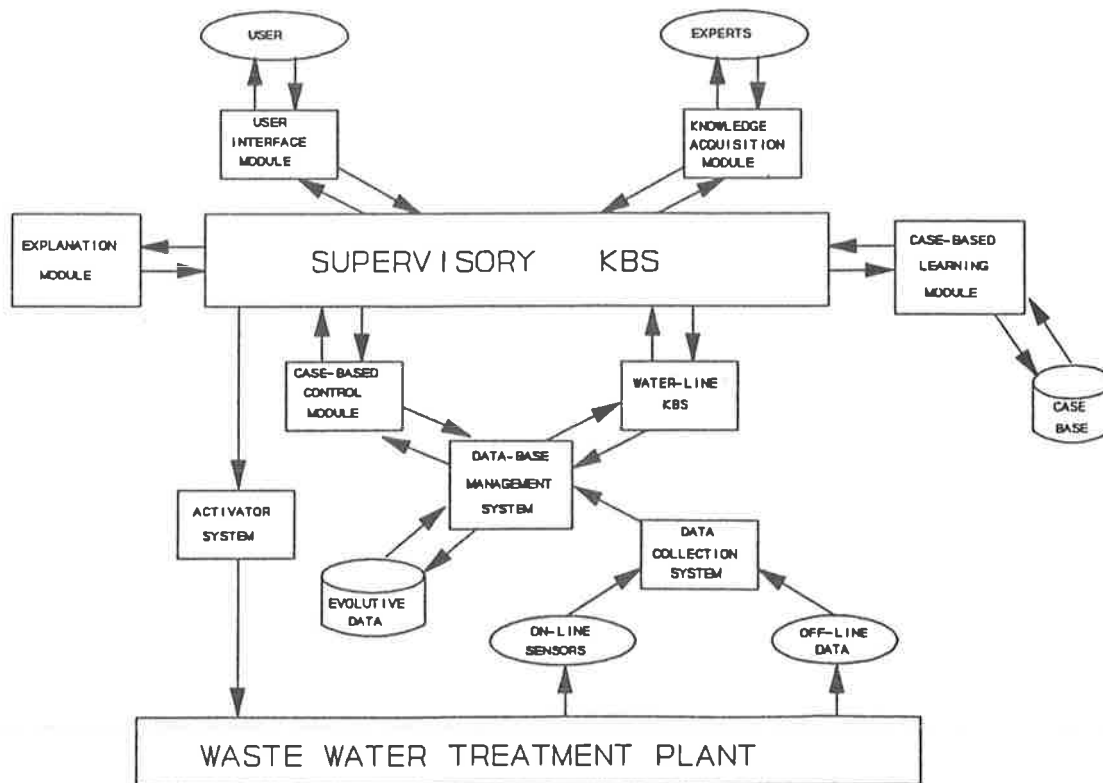 USER
EXPERTS
USER
INTERFACE
MODULE
KNOWLEDGE
ACQUISITION
MODULE
EXPLANATION
MODULE
SUPERVISORY KBS
CASE-BASED
LEARNING
MODULE
CASE-BASED
CONTROL
MODULE
WATER-LINE
KBS
CASE
BASE
DATA-BASE
MANAGEMENT
SYSTEM
ACTIVATOR
SYSTEM
DATA
COLLECTION
SYSTEM
EVOLUTIVE
DATA
ON-LINE
SENSORS
OFF-LINE
DATA
WASTE WATER TREATMENT PLANT